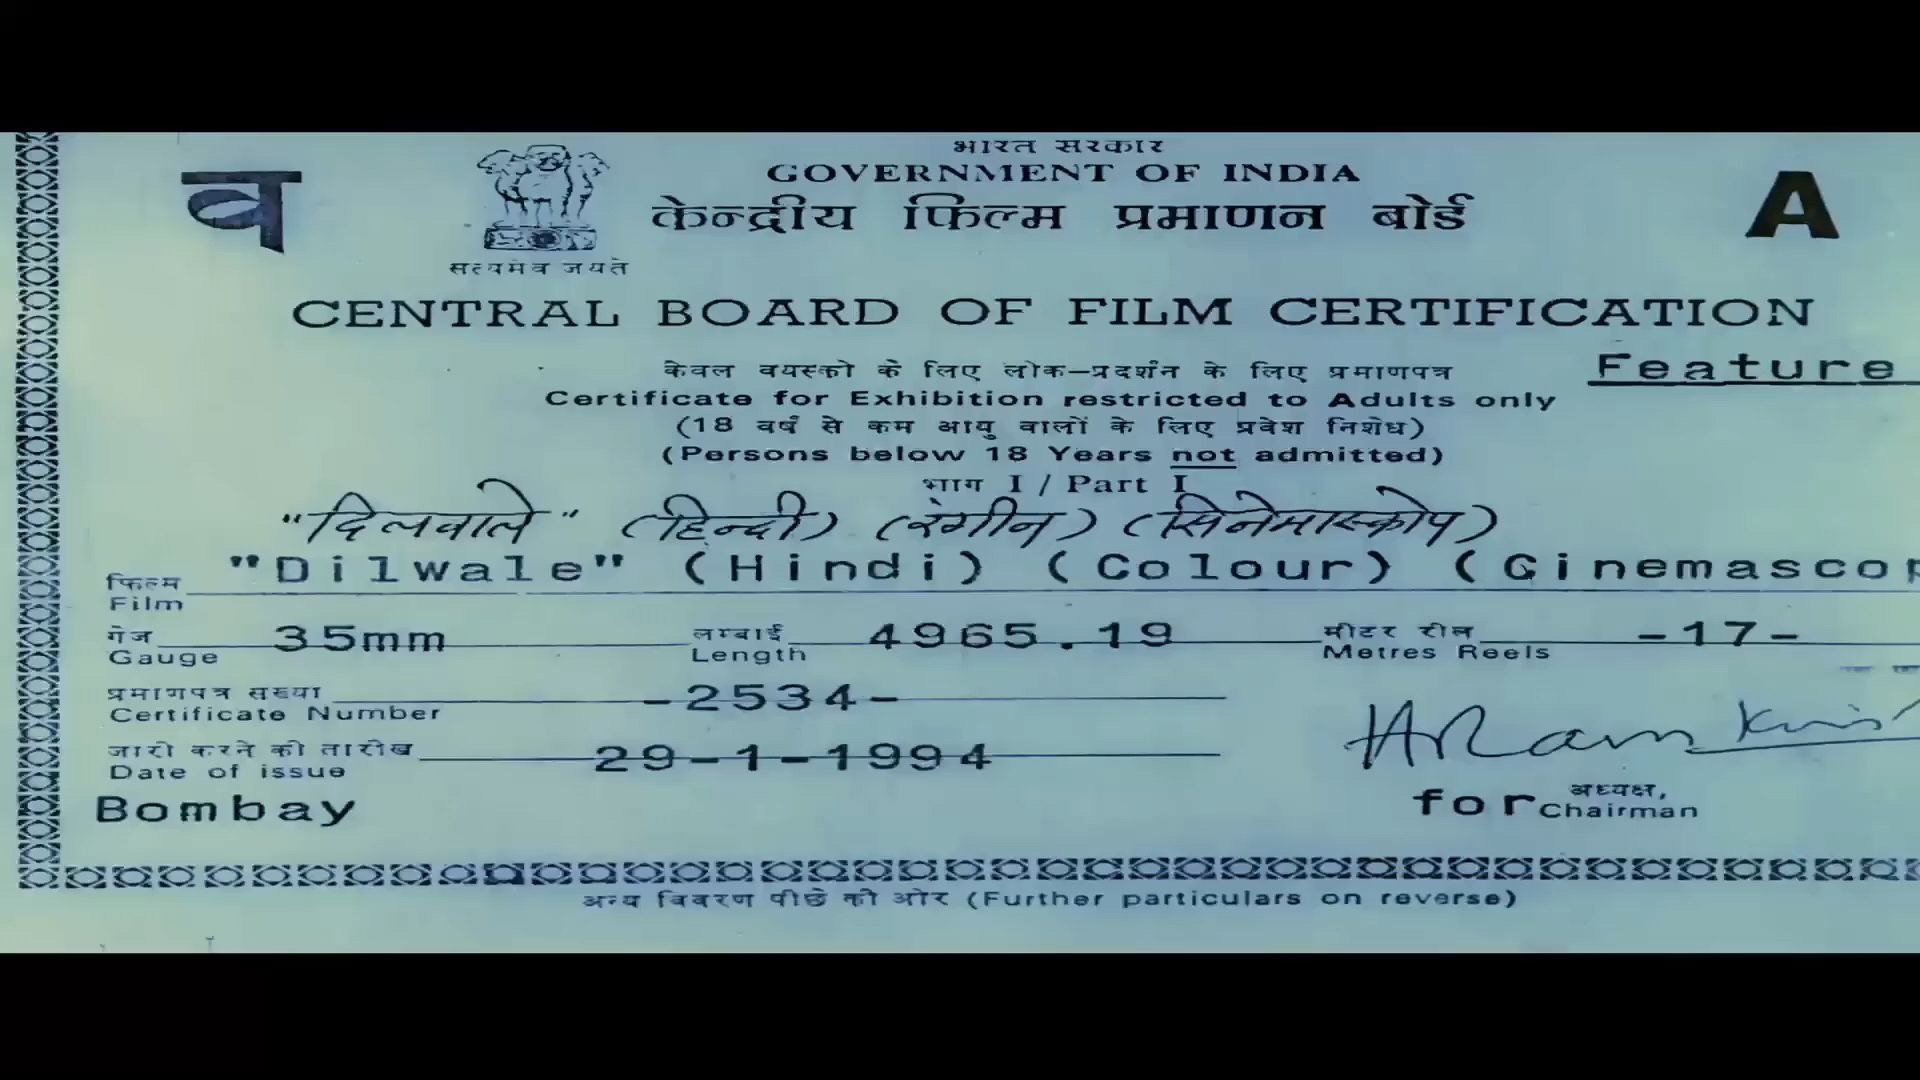 भारत सरकार
व
GOVERNMENT OF INDIA
A
केन्द्रीय फिल्म प्रमाणन बोर्ड
सत्यमेव जयते
CENTRAL BOARD OF FILM CERTIFICATION
केवल वयस्को के लिए लोक-प्रदर्शन के लिए प्रमाणपत्र
Feature
Certificate for Exhibition restricted to Adults only
(18 वर्ष से कम आयु वालों के लिए प्रवेश निशेध)
(Persons below 18 Years not admitted)
भाग I / Part I
"दिलवाले" (हिन्दी) (रंगीन) (सिनेमास्कोप)
फिल्म "Dilwale" (Hindi) (Colour) (Cinemascop
Film
गेज 35mm लम्बाई 4965.19 मीटर रील -17-
Gauge Length Metres Reels
प्रमाणपत्र संख्या -2534-
Certificate Number
जारी करने की तारीख 29-1-1994
Date of issue
Bombay
for अध्यक्ष,
Chairman
अन्य विवरण पीछे की ओर (Further particulars on reverse)